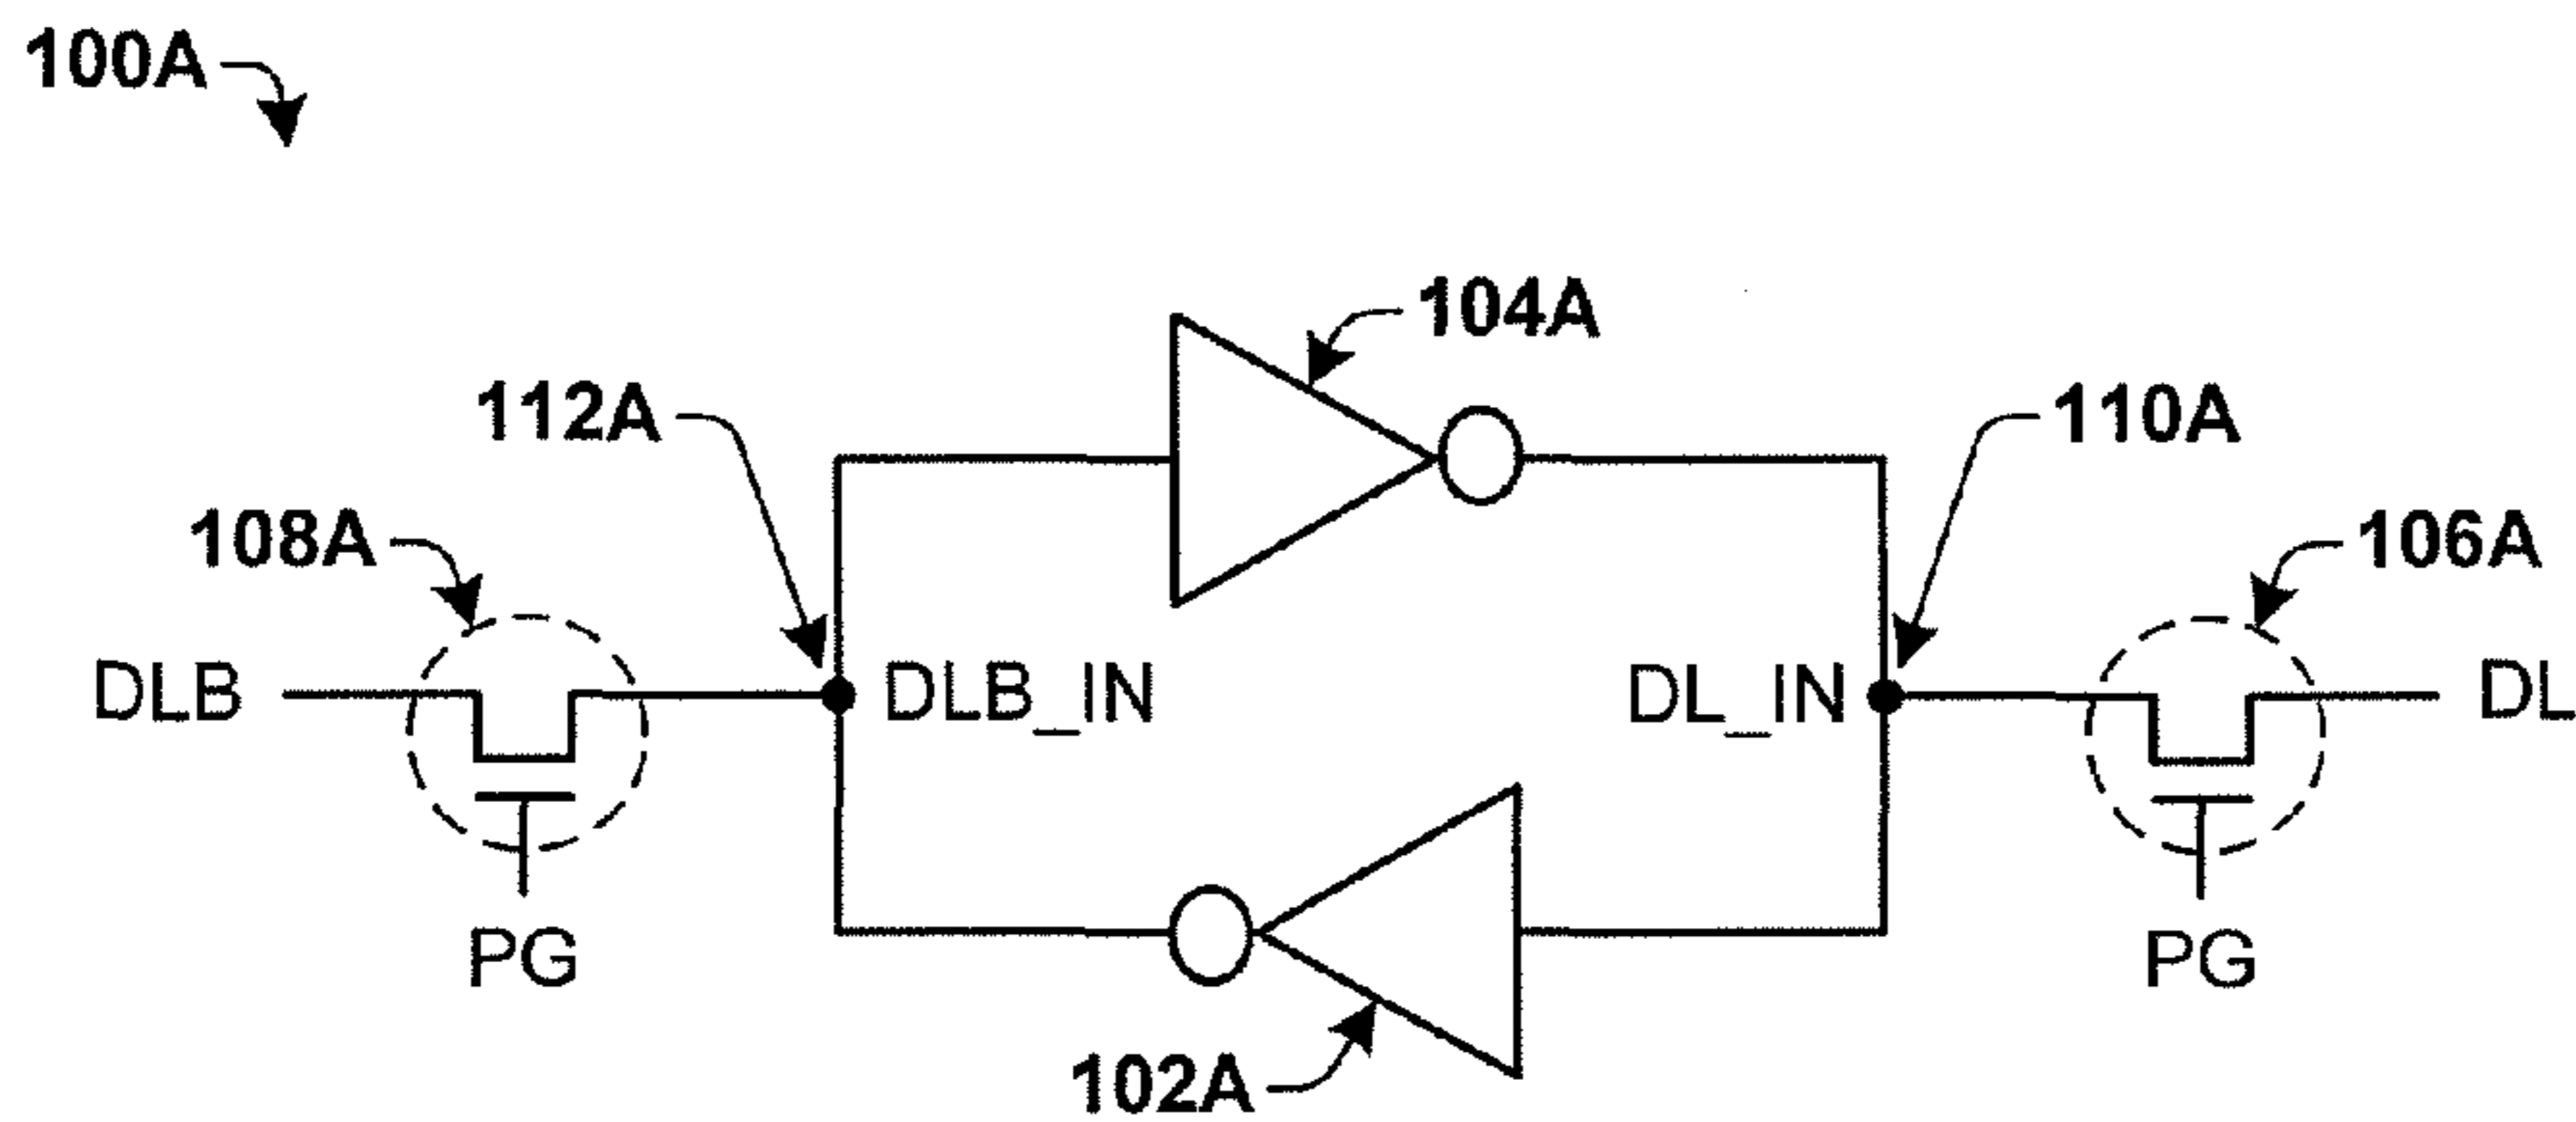 100A
104A
112A
110A
108A
106A
DLB
DLB_IN
DL_IN
DL
PG
PG
102A